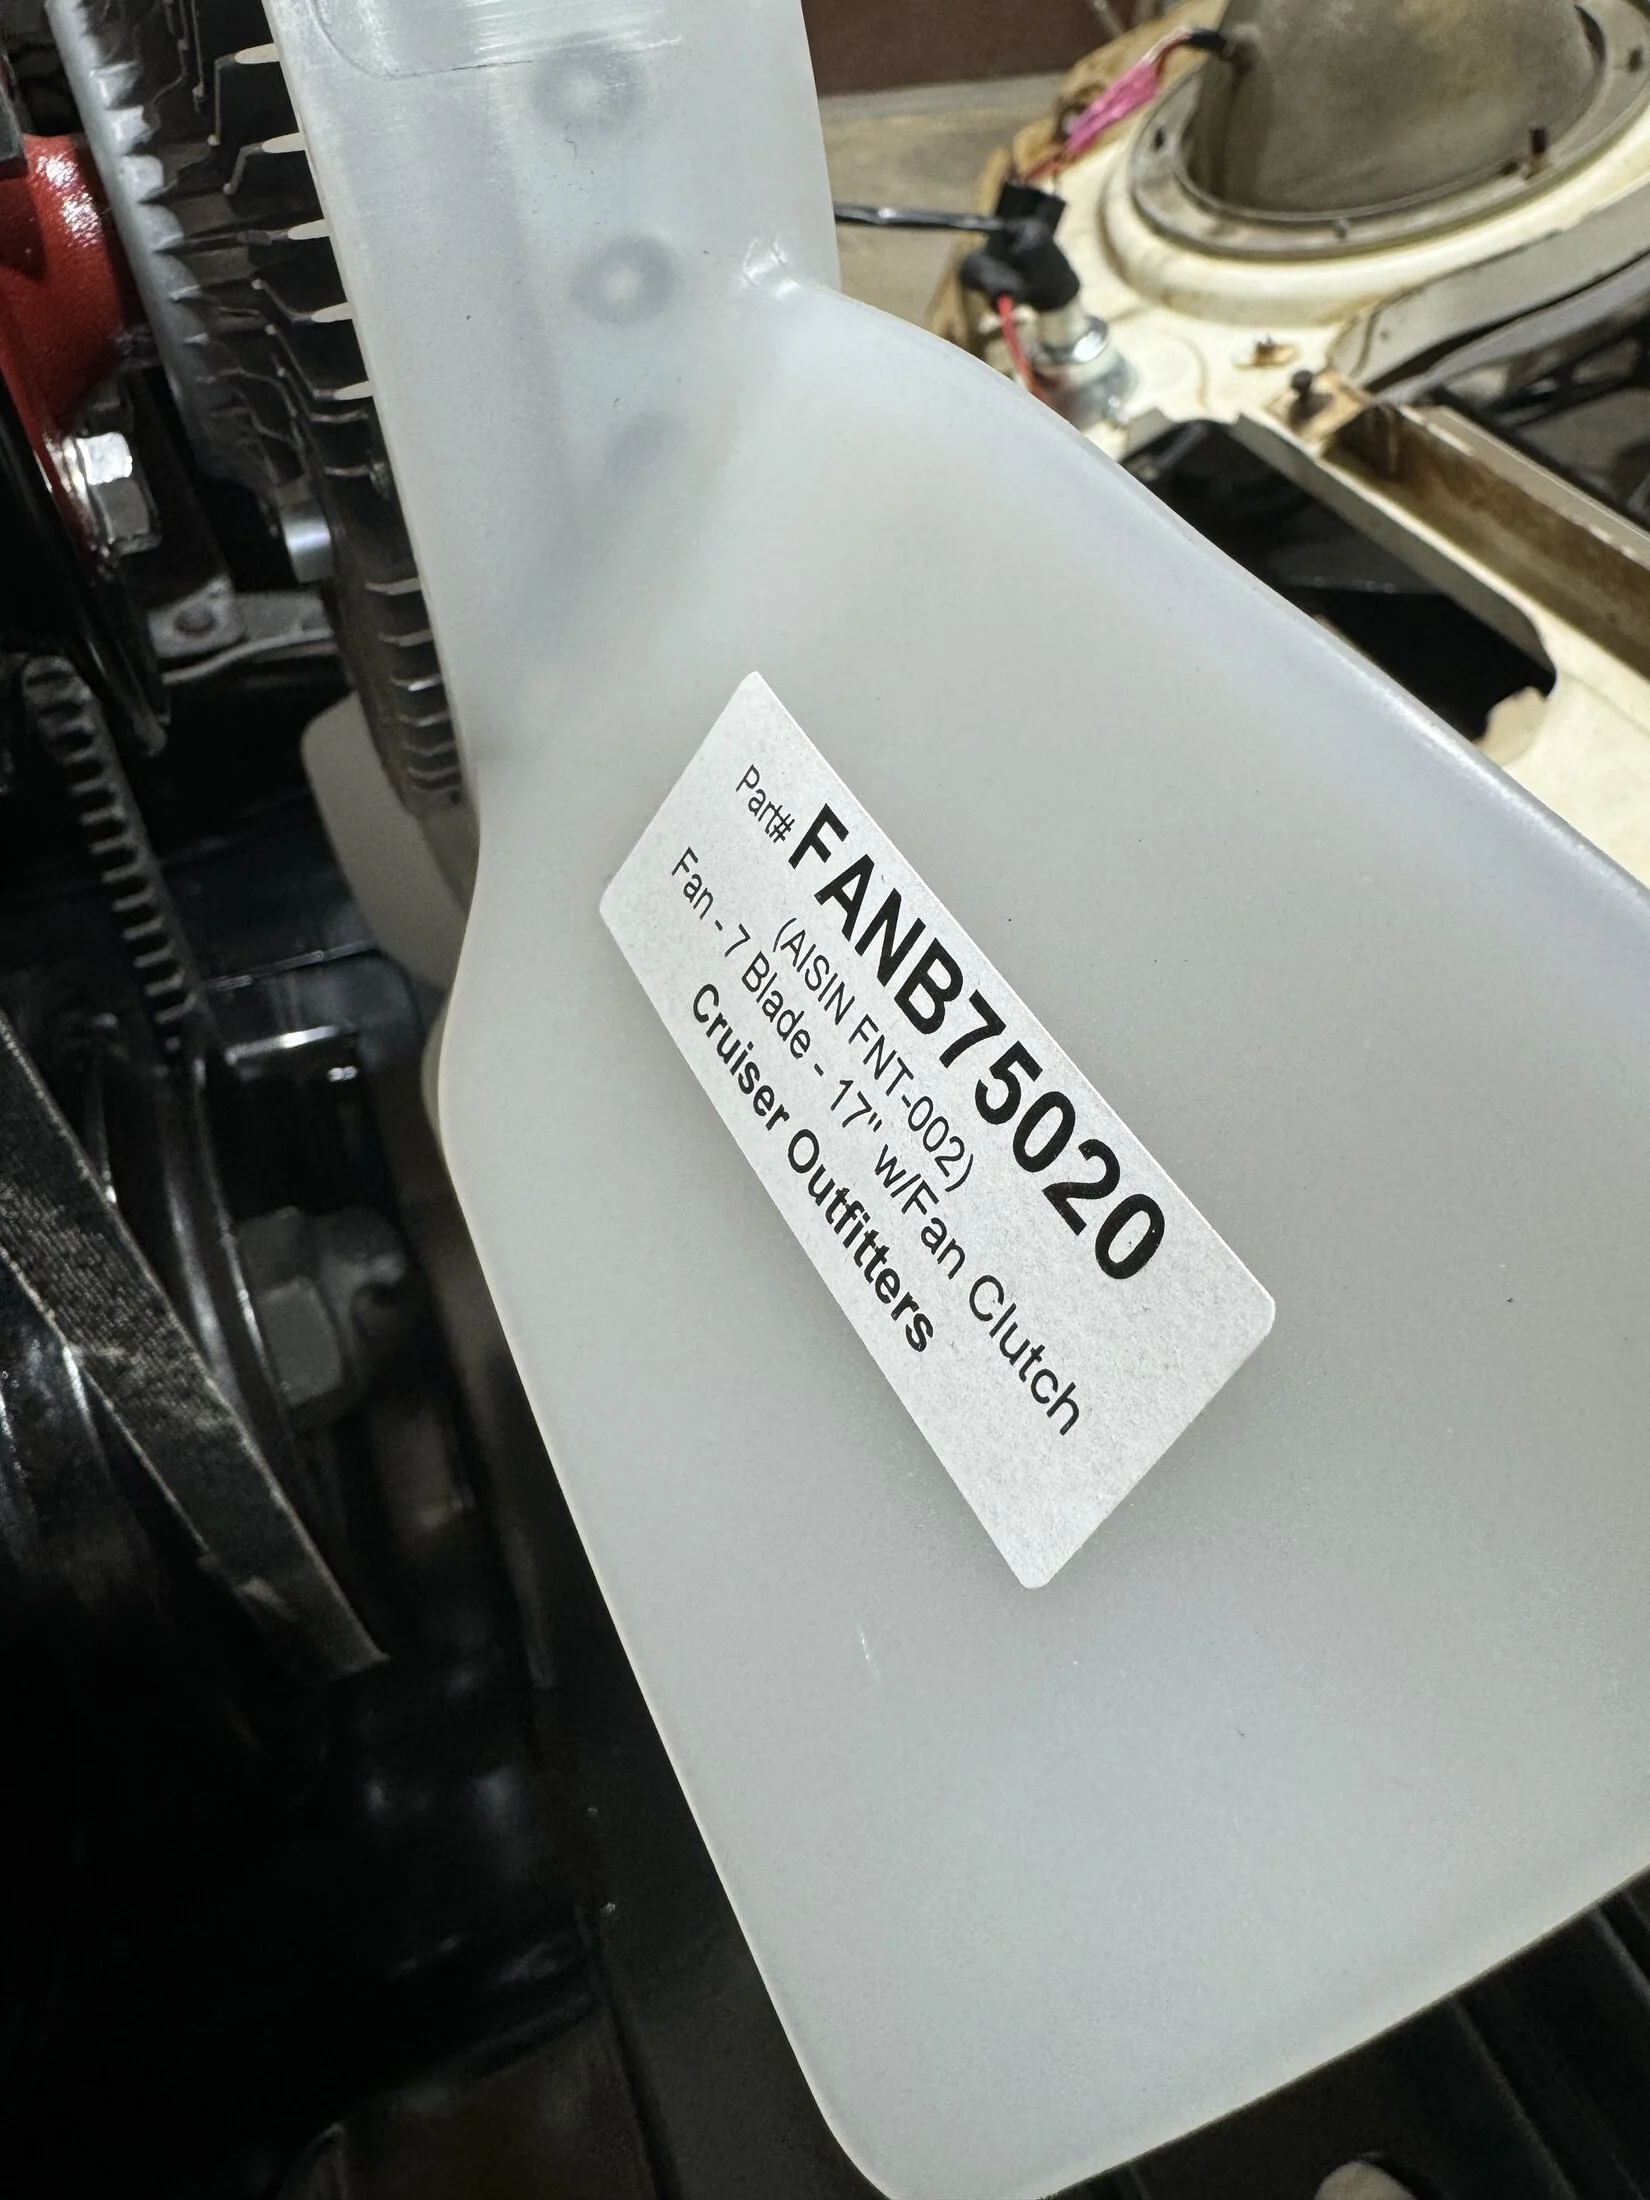 Part# FANB75020
(AISIN FNT-002)
Fan - 7 Blade - 17" w/Fan Clutch
Cruiser Outfitters